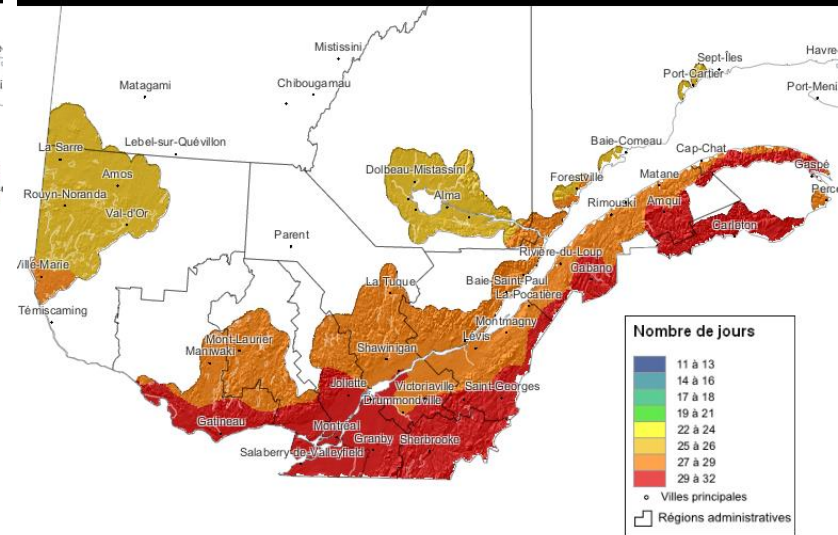 Mistissini
Sept-Îles
Havre-
Port-Cartier
Matagami
Chibougamau
Port-Meni
Lebel-sur-Quévillon
Baie-Comeau
La Sarre
Cap-Chat
Gaspé
Amos
Dolbeau-Mistassini
Forestville
Matane
Rouyn-Noranda
Alma
Rimouski
Amqui
Percé
Val-d'Or
Carleton
Parent
Rivière-du-Loup
Ville-Marie
Cabano
La Tuque
Baie-Saint-Paul
La Pocatière
Témiscaming
Montmagny
Mont-Laurier
Lévis
Maniwaki
Shawinigan
Joliette
Victoriaville
Saint-Georges
Drummondville
Gatineau
Montréal
Granby
Sherbrooke
Salaberry-de-Valleyfield
Nombre de jours
11 à 13
14 à 16
17 à 18
19 à 21
22 à 24
25 à 26
27 à 29
29 à 32
Villes principales
Régions administratives